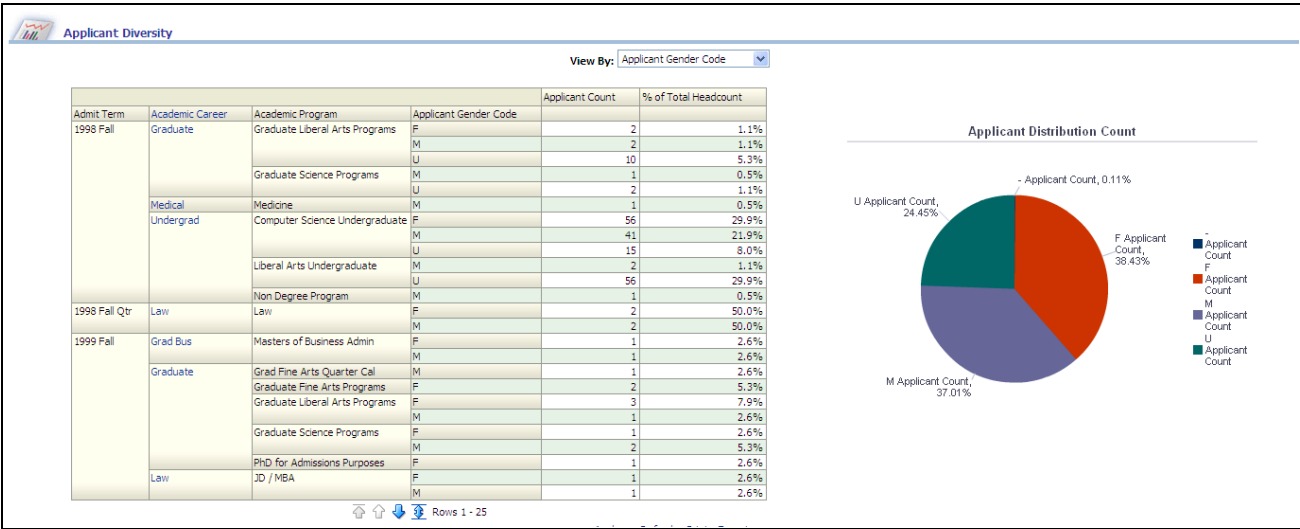 Applicant Diversity
View By: Applicant Gender Code
Applicant Count % of Total Headcount
Admit Term Academic Career Academic Program Applicant Gender Code
1998 Fall Graduate Graduate Liberal Arts Programs F 2 1.1%
M 2 1.1%
U 10 5.3%
Graduate Science Programs M 1 0.5%
U 2 1.1%
Medical Medicine M 1 0.5%
Undergrad Computer Science Undergraduate F 56 29.9%
M 41 21.9%
U 15 8.0%
Liberal Arts Undergraduate M 2 1.1%
U 56 29.9%
Non Degree Program M 1 0.5%
1998 Fall Qtr Law Law F 2 50.0%
M 2 50.0%
1999 Fall Grad Bus Masters of Business Admin F 1 2.6%
M 1 2.6%
Graduate Grad Fine Arts Quarter Cal M 1 2.6%
Graduate Fine Arts Programs F 2 5.3%
Graduate Liberal Arts Programs F 3 7.9%
M 1 2.6%
Graduate Science Programs F 1 2.6%
M 2 5.3%
PhD for Admissions Purposes F 1 2.6%
Law JD / MBA F 1 2.6%
M 1 2.6%
Rows 1 - 25
Applicant Distribution Count
- Applicant Count, 0.11%
U Applicant Count,
24.45%
F Applicant
Count,
38.43%
M Applicant Count,
37.01%
-
Applicant
Count
F
Applicant
Count
M
Applicant
Count
U
Applicant
Count